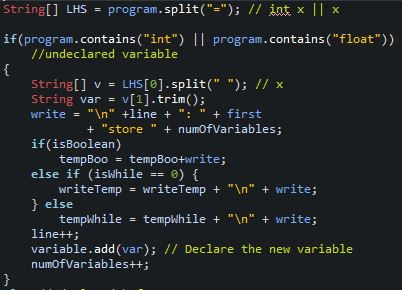 String[] LHS = program.split("="); // int x || x
if(program.contains("int") || program.contains("float"))
//undeclared variable
{
String[] v = LHS[0].split(" "); // x
String var = v[1].trim();
write = "\n" +line + ": " + first
+ "store " + numOfVariables;
if(isBoolean)
tempBoo = tempBoo+write;
else if (isWhile == 0) {
writeTemp = writeTemp + "\n" + write;
} else
tempWhile = tempWhile + "\n" + write;
line++;
variable.add(var); // Declare the new variable
numOfVariables++;
}